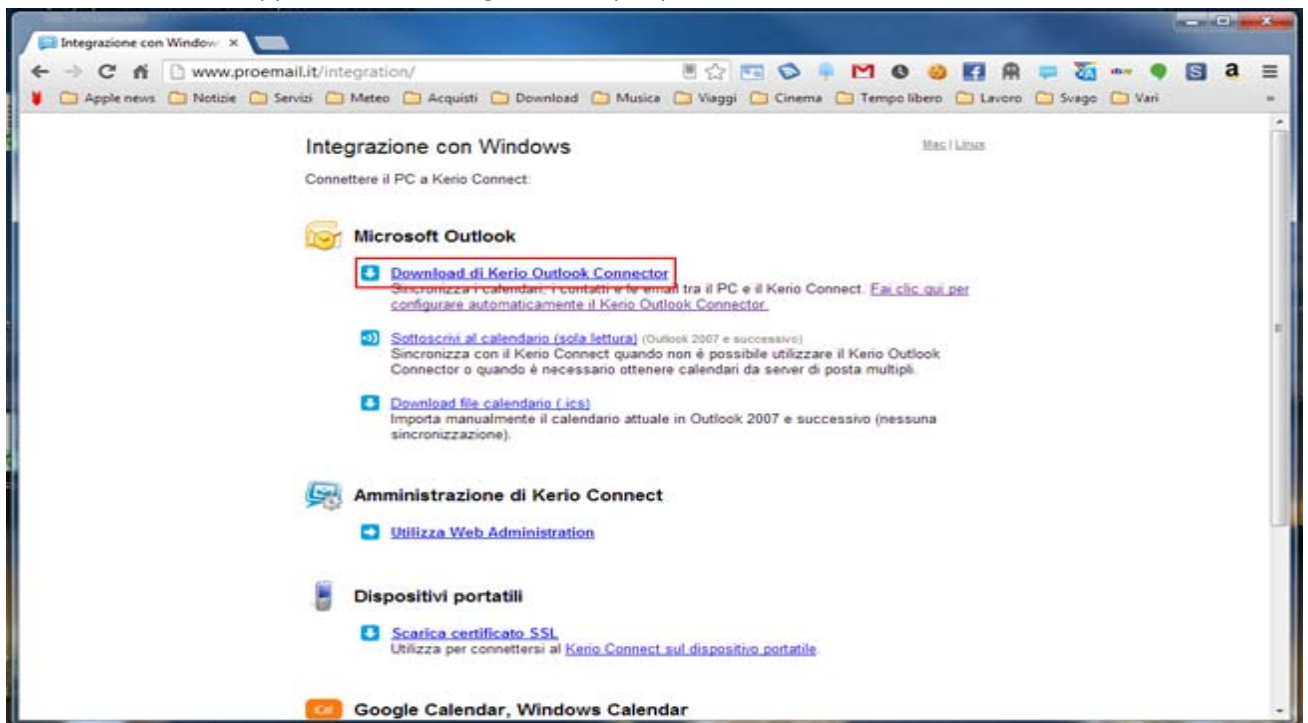 Integrazione con Window
www.proemail.it/integration/
Apple news Notizie Servizi Meteo Acquisti Download Musica Viaggi Cinema Tempo libero Lavoro Svago Vari
Integrazione con Windows
Mac | Linux
Connettere il PC a Kerio Connect:
Microsoft Outlook
Download di Kerio Outlook Connector
Sincronizza i calendari, i contatti e le email tra il PC e il Kerio Connect. Fai clic qui per
configurare automaticamente il Kerio Outlook Connector.
Sottoscrivi al calendario (sola lettura) (Outlook 2007 e successivo)
Sincronizza con il Kerio Connect quando non è possibile utilizzare il Kerio Outlook
Connector o quando è necessario ottenere calendari da server di posta multipli.
Download file calendario (.ics)
Importa manualmente il calendario attuale in Outlook 2007 e successivo (nessuna
sincronizzazione).
Amministrazione di Kerio Connect
Utilizza Web Administration
Dispositivi portatili
Scarica certificato SSL
Utilizza per connettersi al Kerio Connect sul dispositivo portatile.
Cal
Google Calendar, Windows Calendar